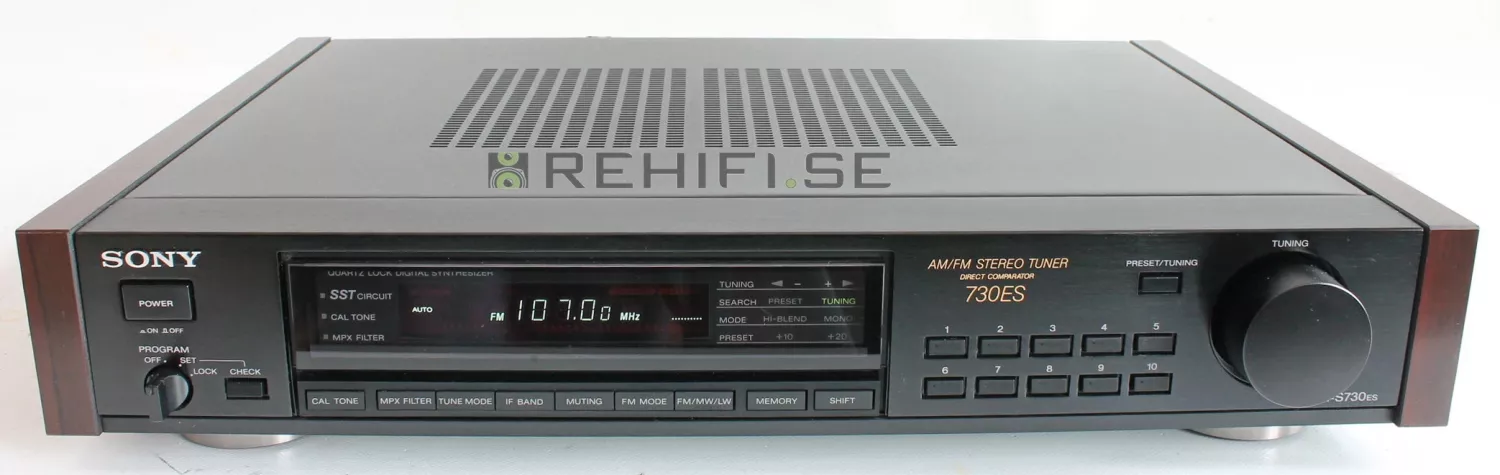 REHIFI.SE
SONY
POWER
ON OFF
PROGRAM
OFF SET
LOCK CHECK
QUARTZ LOCK DIGITAL SYNTHESIZER
SST CIRCUIT
CAL TONE
MPX FILTER
AUTO
FM 107.00 MHz
TUNING - +
SEARCH PRESET TUNING
MODE HI-BLEND MONO
PRESET +10 +20
CAL TONE MPX FILTER TUNE MODE IF BAND MUTING FM MODE FM/MW/LW MEMORY SHIFT
AM/FM STEREO TUNER
DIRECT COMPARATOR
730ES
PRESET/TUNING
TUNING
1 2 3 4 5
6 7 8 9 10
-S730ES